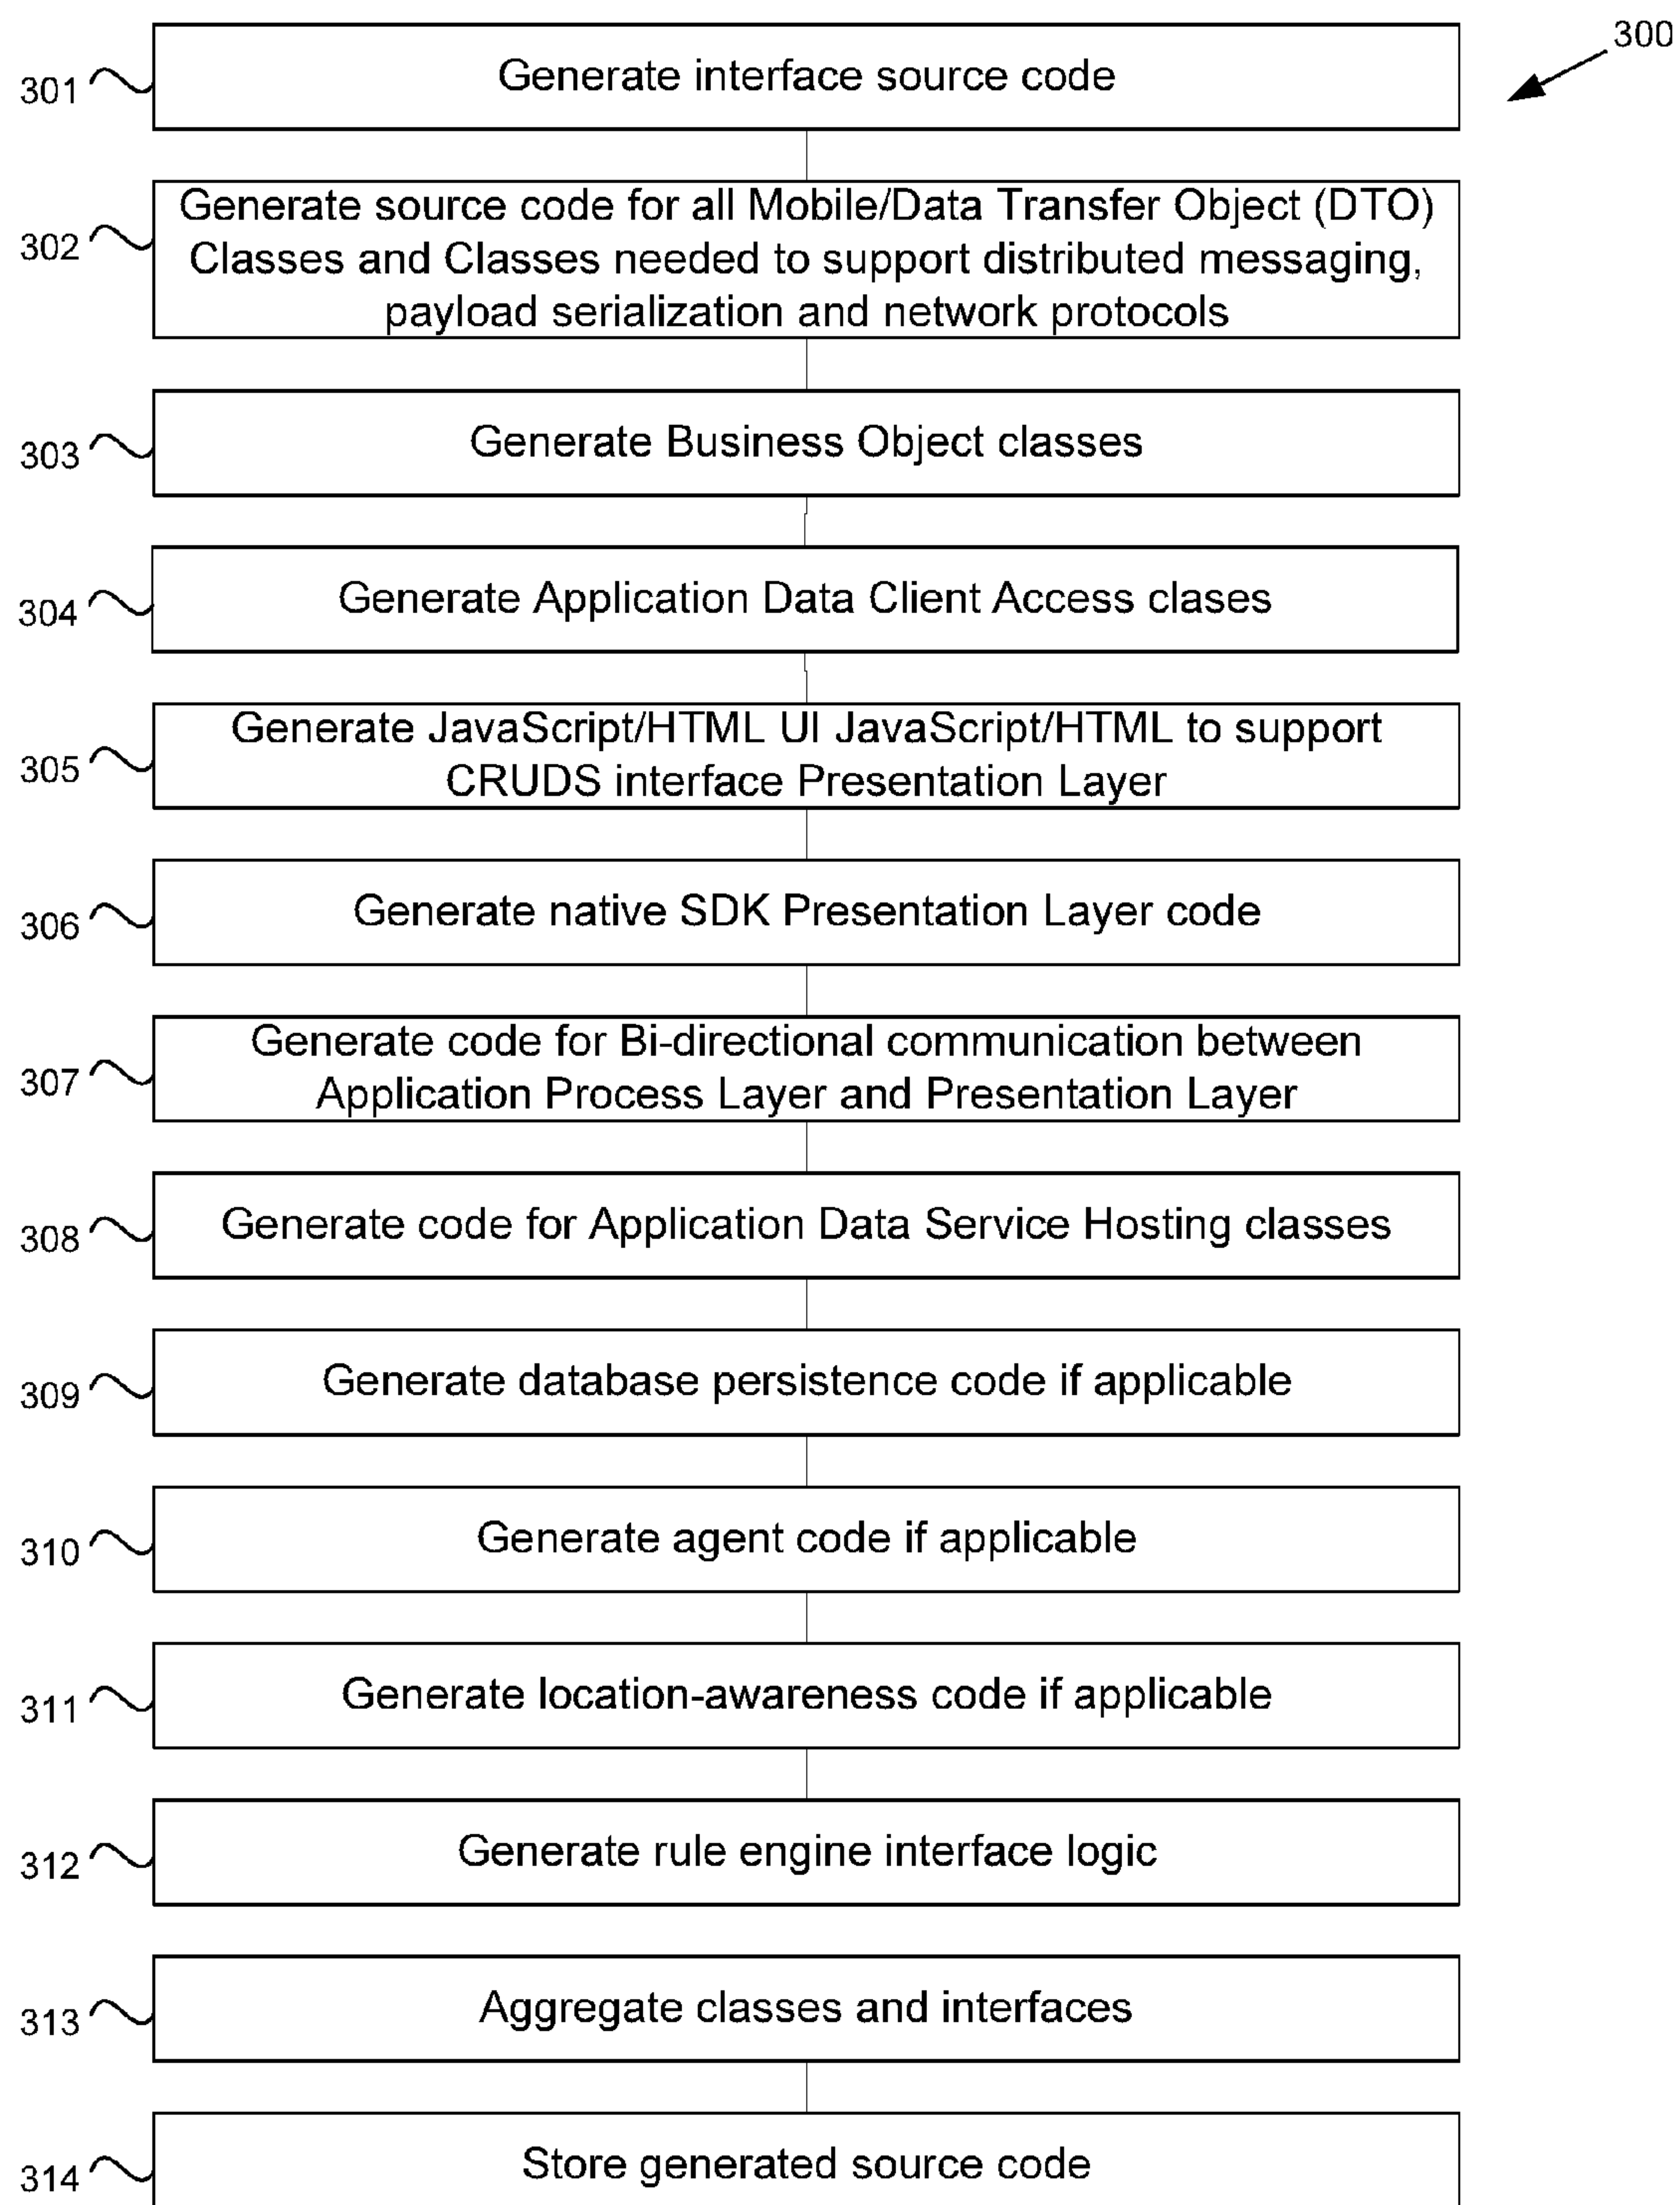 300
301
Generate interface source code
302
Generate source code for all Mobile/Data Transfer Object (DTO)
Classes and Classes needed to support distributed messaging,
payload serialization and network protocols
303
Generate Business Object classes
304
Generate Application Data Client Access clases
305
Generate JavaScript/HTML UI JavaScript/HTML to support
CRUDS interface Presentation Layer
306
Generate native SDK Presentation Layer code
307
Generate code for Bi-directional communication between
Application Process Layer and Presentation Layer
308
Generate code for Application Data Service Hosting classes
309
Generate database persistence code if applicable
310
Generate agent code if applicable
311
Generate location-awareness code if applicable
312
Generate rule engine interface logic
313
Aggregate classes and interfaces
314
Store generated source code